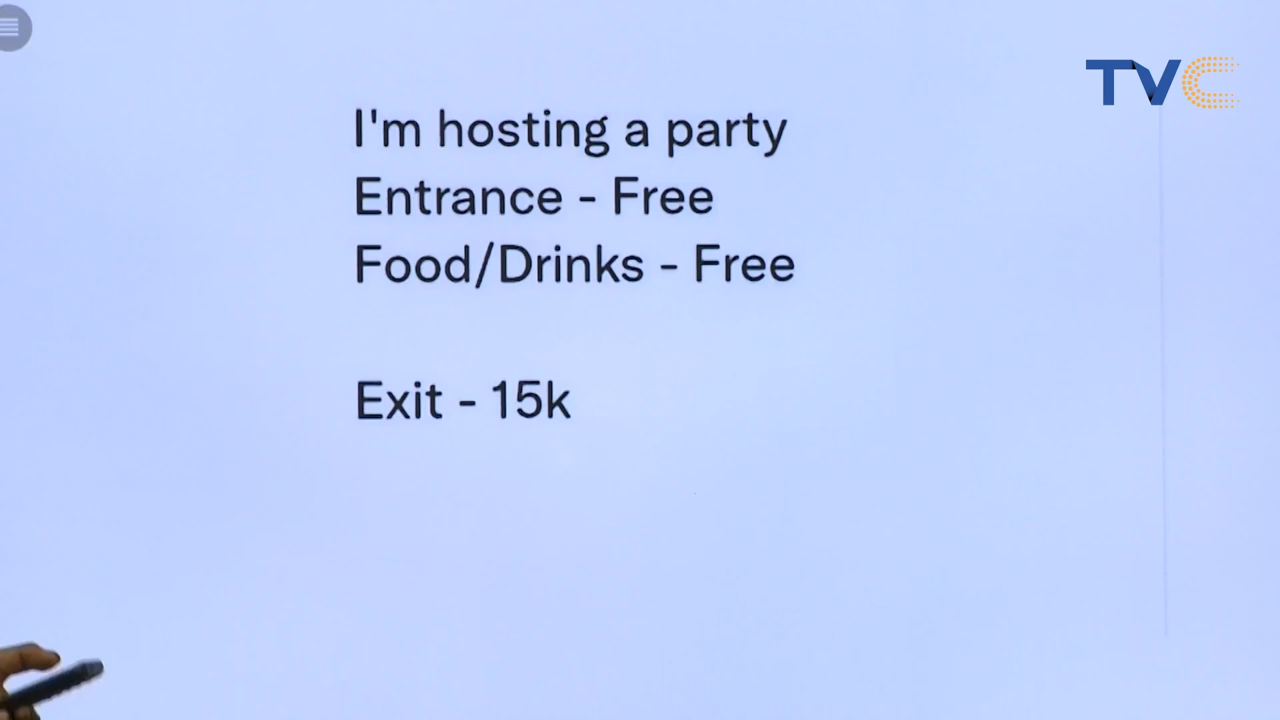 TVC
I'm hosting a party
Entrance - Free
Food/Drinks - Free
Exit - 15k